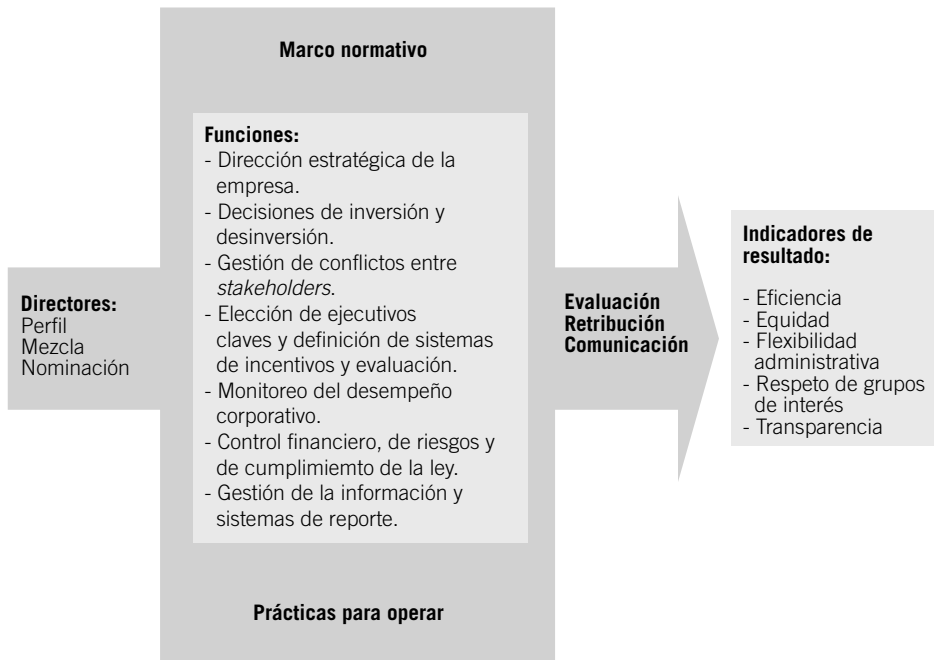 Marco normativo
Funciones:
- Dirección estratégica de la
empresa.
- Decisiones de inversión y
desinversión.
- Gestión de conflictos entre
stakeholders.
- Elección de ejecutivos
claves y definición de sistemas
de incentivos y evaluación.
- Monitoreo del desempeño
corporativo.
- Control financiero, de riesgos y
de cumplimiemto de la ley.
- Gestión de la información y
sistemas de reporte.
Prácticas para operar
Directores:
Perfil
Mezcla
Nominación
Evaluación
Retribución
Comunicación
Indicadores de
resultado:
- Eficiencia
- Equidad
- Flexibilidad
administrativa
- Respeto de grupos
de interés
- Transparencia